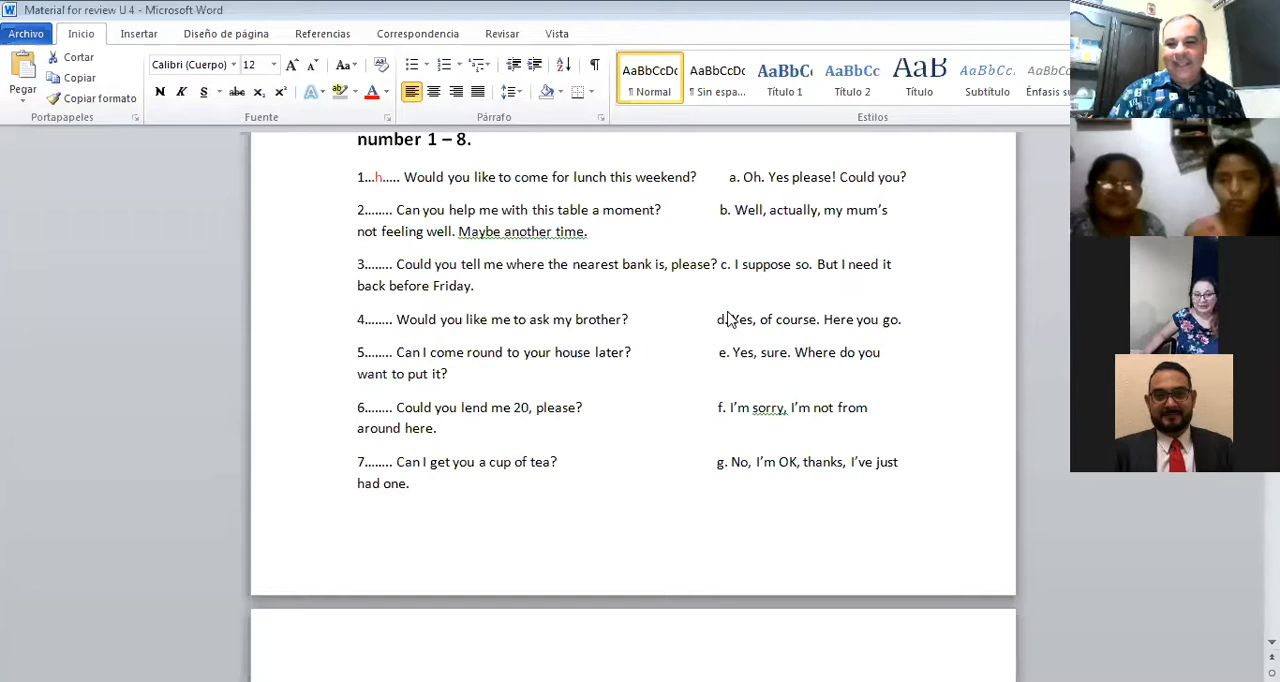 Material for review U 4 - Microsoft Word
Archivo Inicio Insertar Diseño de página Referencias Correspondencia Revisar Vista
Cortar
Copiar
Copiar formato
Pegar
Portapapeles
Calibri (Cuerpo) 12
N K S abc x₂ x²
Fuente
Párrafo
AaBbCcDc AaBbCcDc AaBbC AaBbCc AaB AaBbCc. AaBbCc
¶ Normal ¶ Sin espa... Título 1 Título 2 Título Subtítulo Énfasis
Estilos
number 1 – 8.
1...h..... Would you like to come for lunch this weekend? a. Oh. Yes please! Could you?
2........ Can you help me with this table a moment? b. Well, actually, my mum's
not feeling well. Maybe another time.
3........ Could you tell me where the nearest bank is, please? c. I suppose so. But I need it
back before Friday.
4........ Would you like me to ask my brother? d. Yes, of course. Here you go.
5........ Can I come round to your house later? e. Yes, sure. Where do you
want to put it?
6........ Could you lend me 20, please? f. I'm sorry, I'm not from
around here.
7........ Can I get you a cup of tea? g. No, I'm OK, thanks, I've just
had one.